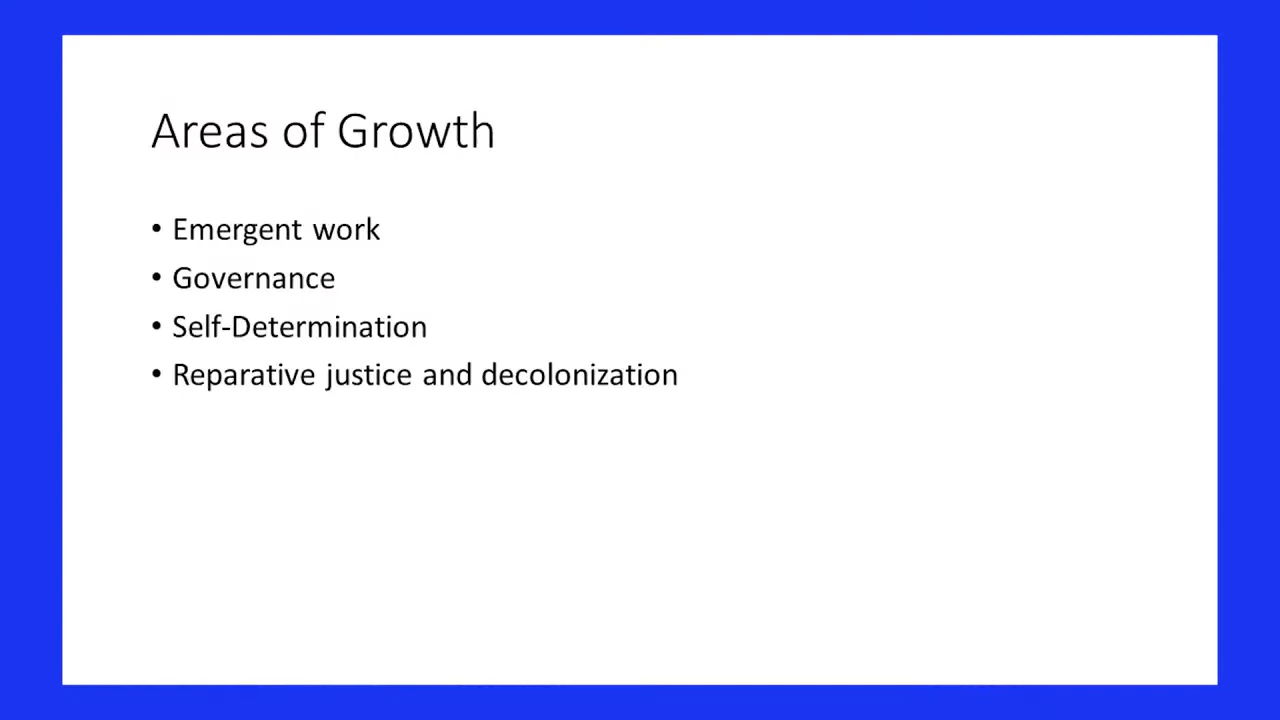 Areas of Growth
• Emergent work
• Governance
• Self-Determination
• Reparative justice and decolonization